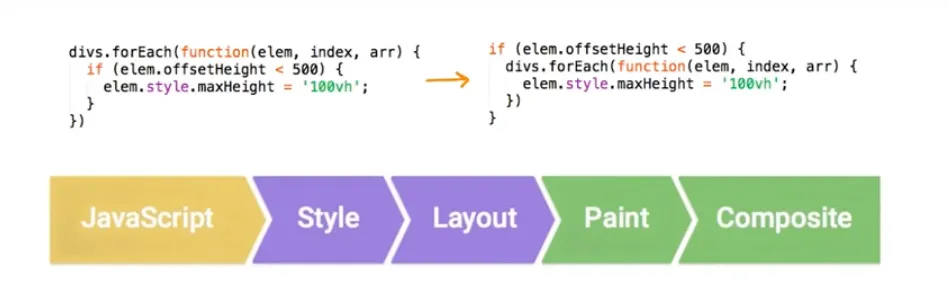 divs.forEach(function(elem, index, arr) {
if (elem.offsetHeight < 500) {
elem.style.maxHeight = '100vh';
}
})
if (elem.offsetHeight < 500) {
divs.forEach(function(elem, index, arr) {
elem.style.maxHeight = '100vh';
})
}
JavaScript
Style
Layout
Paint
Composite